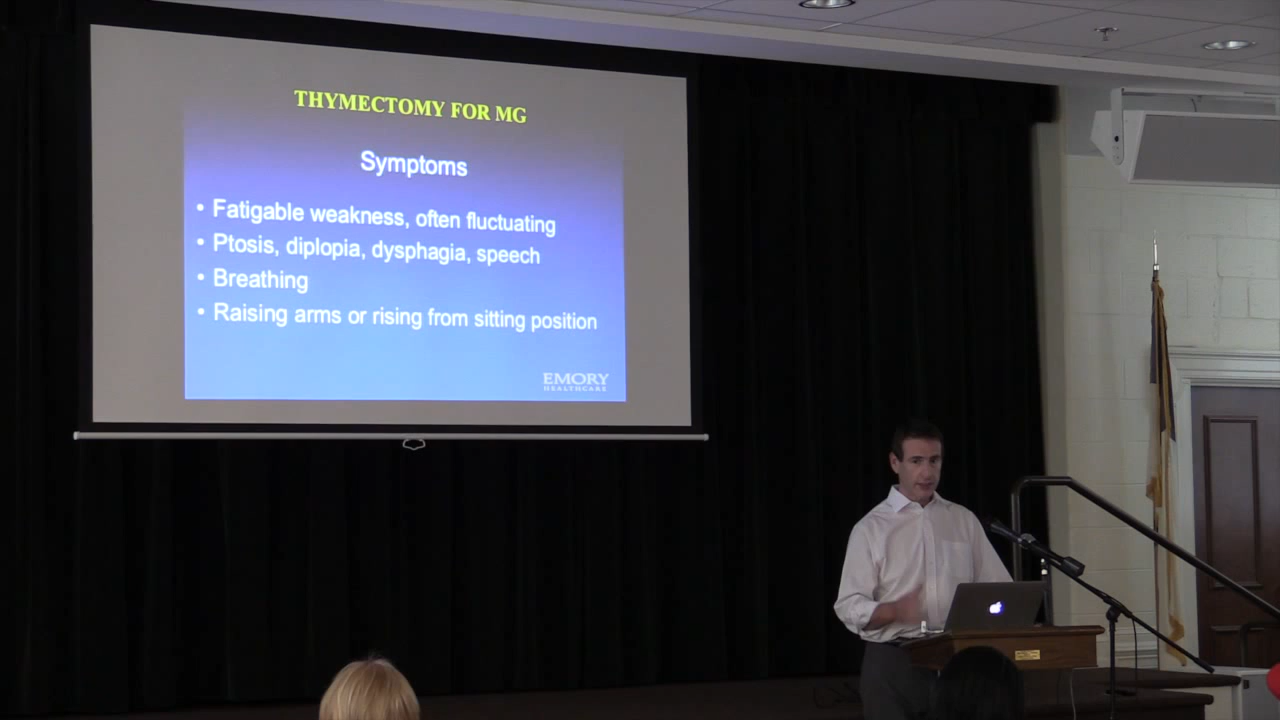 THYMECTOMY FOR MG
Symptoms
• Fatigable weakness, often fluctuating
• Ptosis, diplopia, dysphagia, speech
• Breathing
• Raising arms or rising from sitting position
EMORY
HEALTHCARE